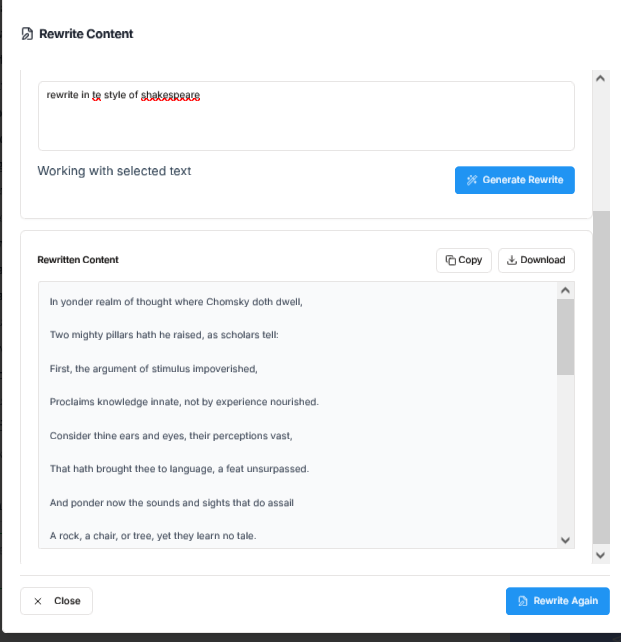 Rewrite Content
rewrite in te style of shakespeare
Working with selected text
Generate Rewrite
Rewritten Content
Copy
Download
In yonder realm of thought where Chomsky doth dwell,
Two mighty pillars hath he raised, as scholars tell:
First, the argument of stimulus impoverished,
Proclaims knowledge innate, not by experience nourished.
Consider thine ears and eyes, their perceptions vast,
That hath brought thee to language, a feat unsurpassed.
And ponder now the sounds and sights that do assail
A rock, a chair, or tree, yet they learn no tale.
Close
Rewrite Again